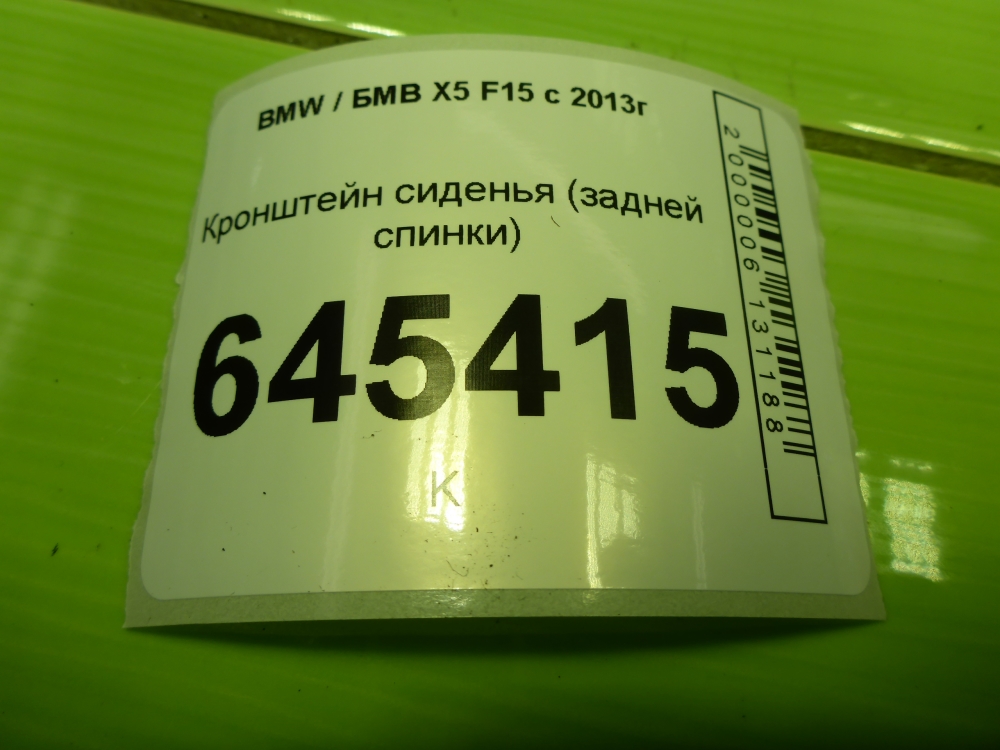 BMW / БМВ X5 F15 с 2013г
Кронштейн сиденья (задней
спинки)
645415
К
2000006131188